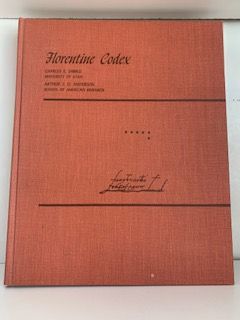 Florentine Codex
CHARLES E. DIBBLE
UNIVERSITY OF UTAH
ARTHUR J. O. ANDERSON
SCHOOL OF AMERICAN RESEARCH